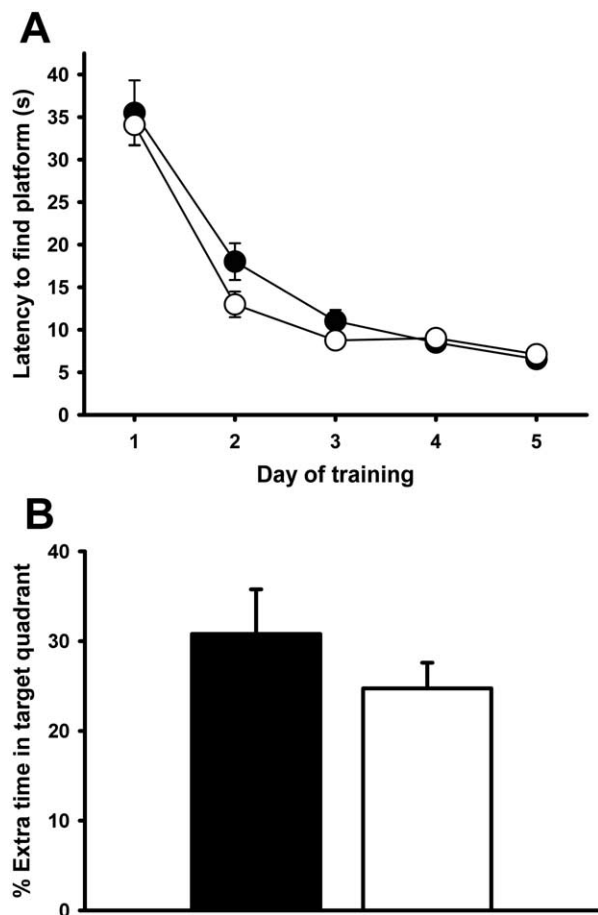 A
Latency to find platform (s)
40
35
30
25
20
15
10
5
0
1 2 3 4 5
Day of training
B
% Extra time in target quadrant
40
30
20
10
0